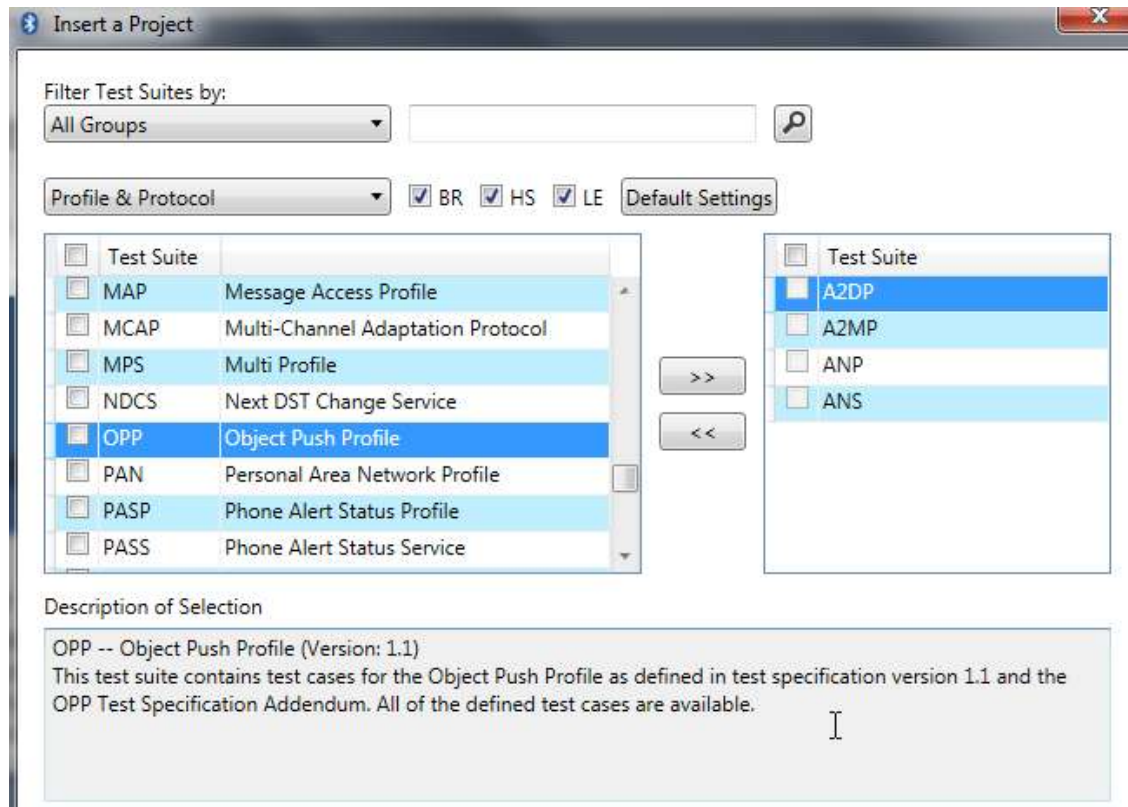 Insert a Project
X
Filter Test Suites by:
All Groups
Profile & Protocol BR HS LE Default Settings
Test Suite
MAP Message Access Profile
MCAP Multi-Channel Adaptation Protocol
MPS Multi Profile
NDCS Next DST Change Service
OPP Object Push Profile
PAN Personal Area Network Profile
PASP Phone Alert Status Profile
PASS Phone Alert Status Service
>>
<<
Test Suite
A2DP
A2MP
ANP
ANS
Description of Selection
OPP -- Object Push Profile (Version: 1.1)
This test suite contains test cases for the Object Push Profile as defined in test specification version 1.1 and the
OPP Test Specification Addendum. All of the defined test cases are available.